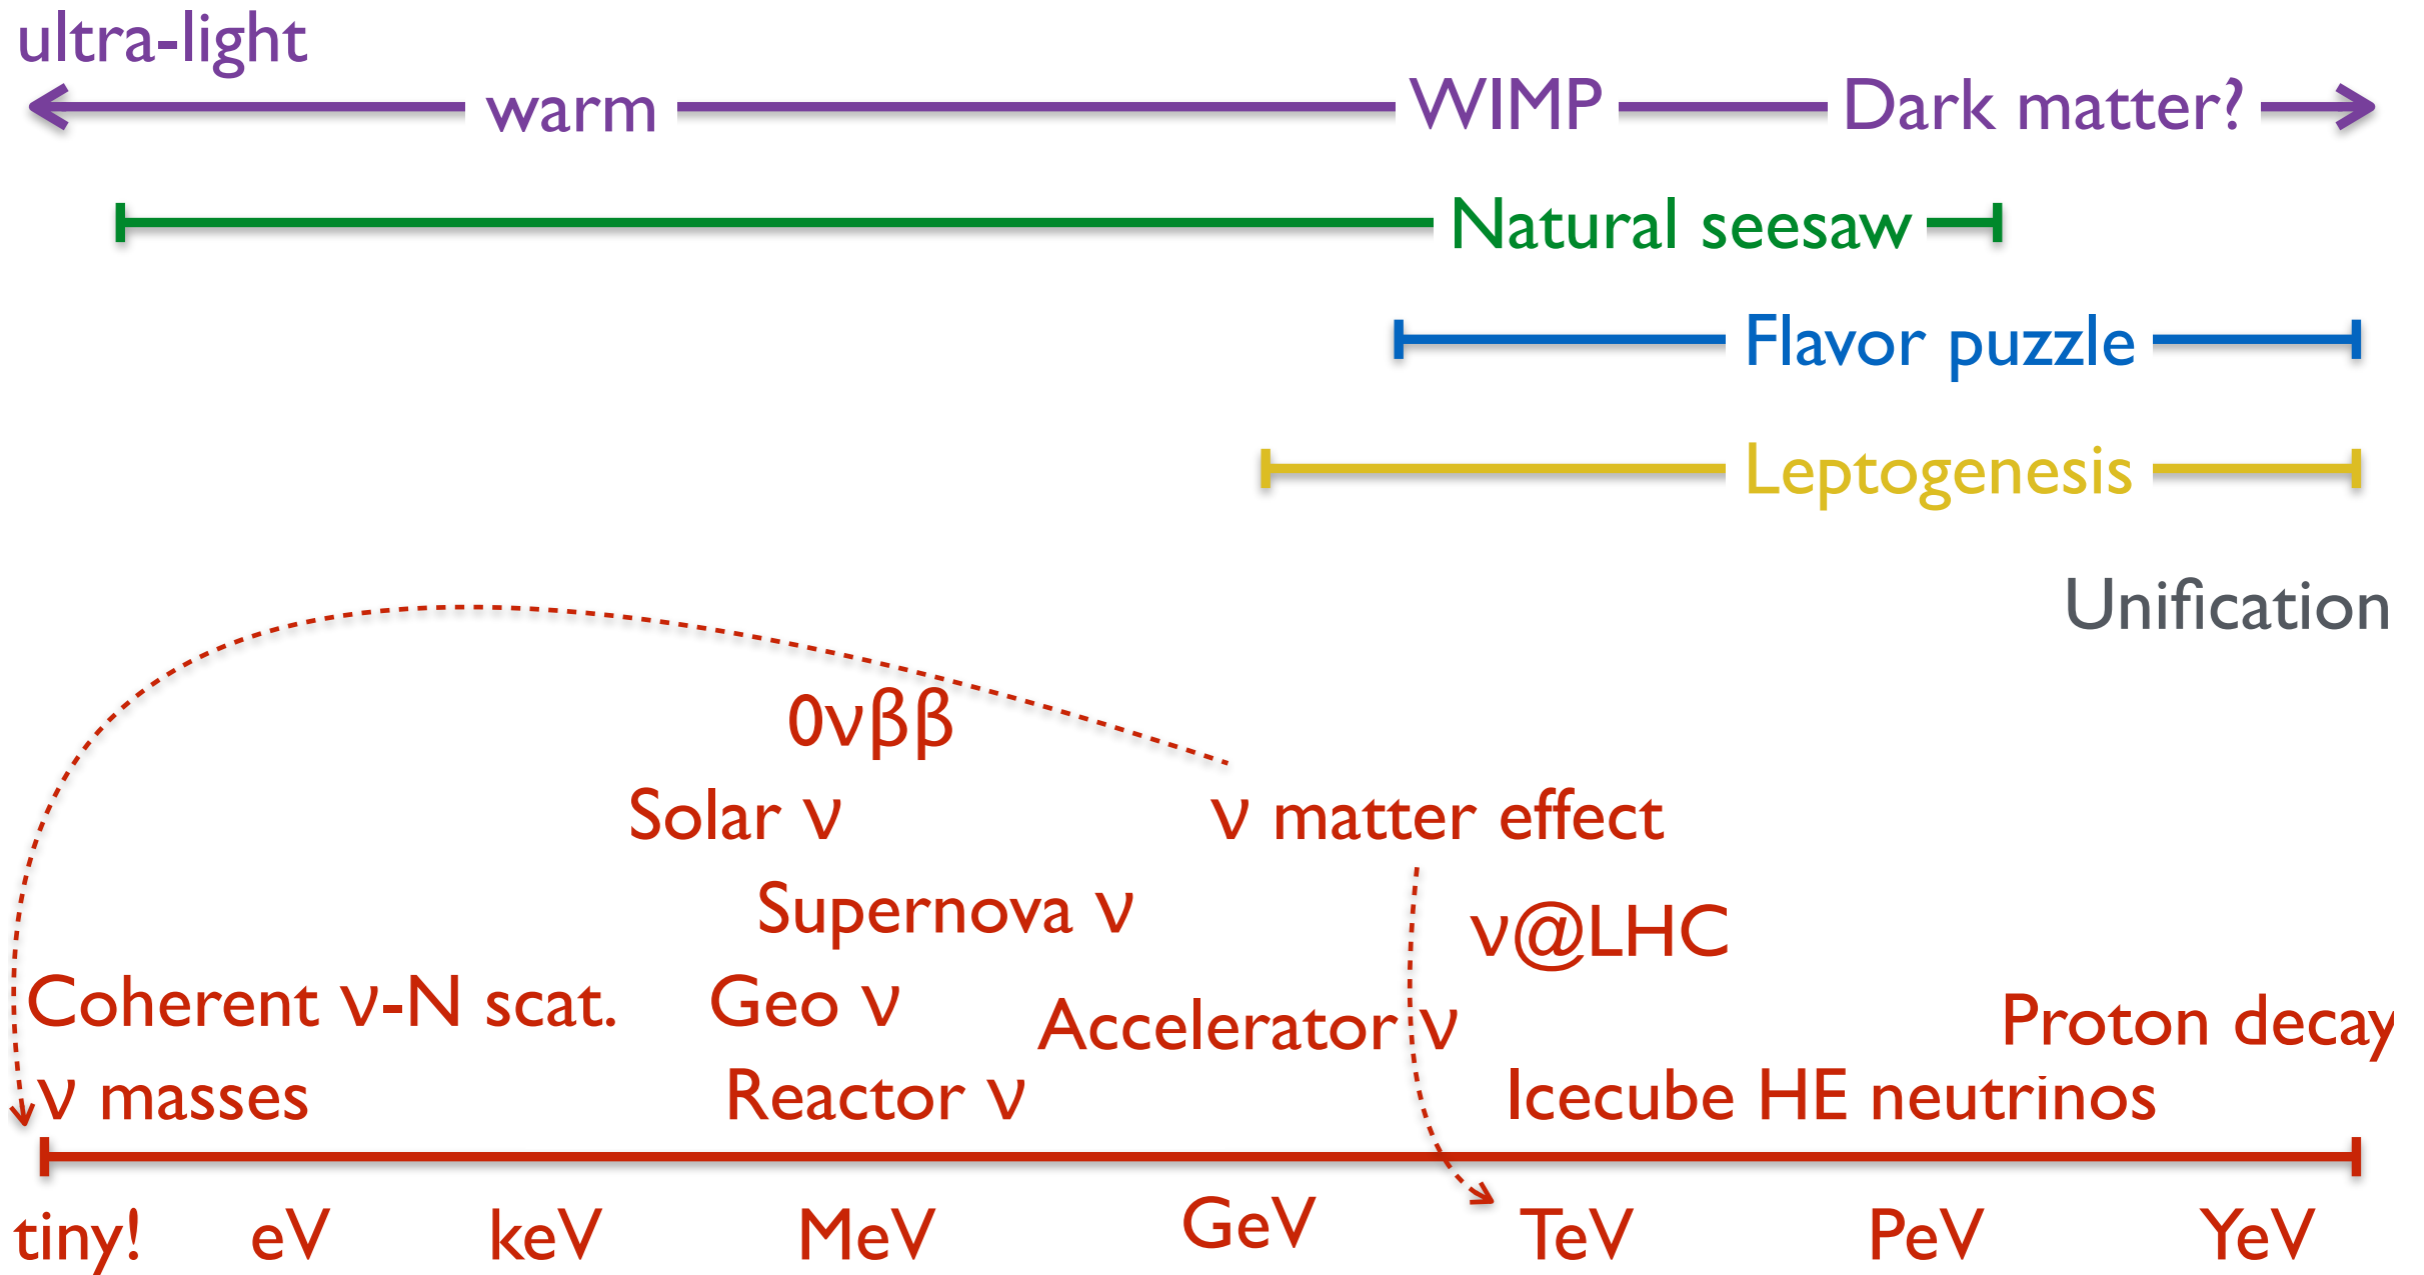 ultra-light
warm WIMP Dark matter?
Natural seesaw
Flavor puzzle
Leptogenesis
Unification
0νββ
Solar ν ν matter effect
Supernova ν ν@LHC
Coherent ν-N scat. Geo ν Accelerator ν Proton decay
ν masses Reactor ν Icecube HE neutrinos
tiny! eV keV MeV GeV TeV PeV YeV